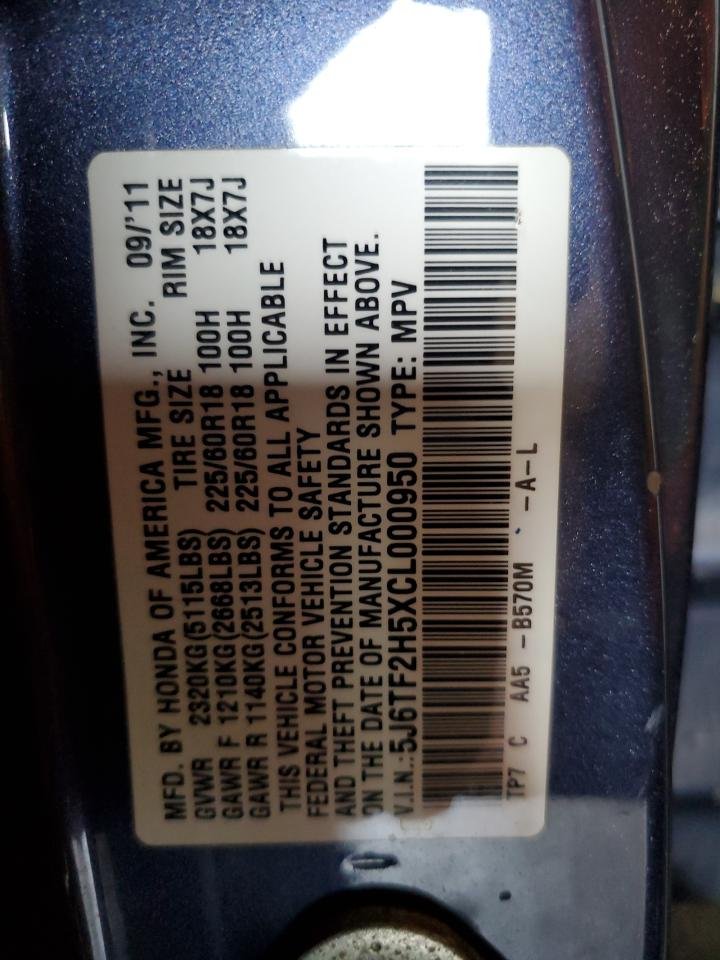 MFD. BY HONDA OF AMERICA MFG., INC. 09/'11
GVWR 2320KG(5115LBS) TIRE SIZE RIM SIZE
GAWR F 1210KG(2668LBS) 225/60R18 100H 18X7J
GAWR R 1140KG(2513LBS) 225/60R18 100H 18X7J
THIS VEHICLE CONFORMS TO ALL APPLICABLE
FEDERAL MOTOR VEHICLE SAFETY
AND THEFT PREVENTION STANDARDS IN EFFECT
ON THE DATE OF MANUFACTURE SHOWN ABOVE.
V.I.N.:5J6TF2H5XCL000950 TYPE: MPV
TP7 C AA5 -B570M -A-L